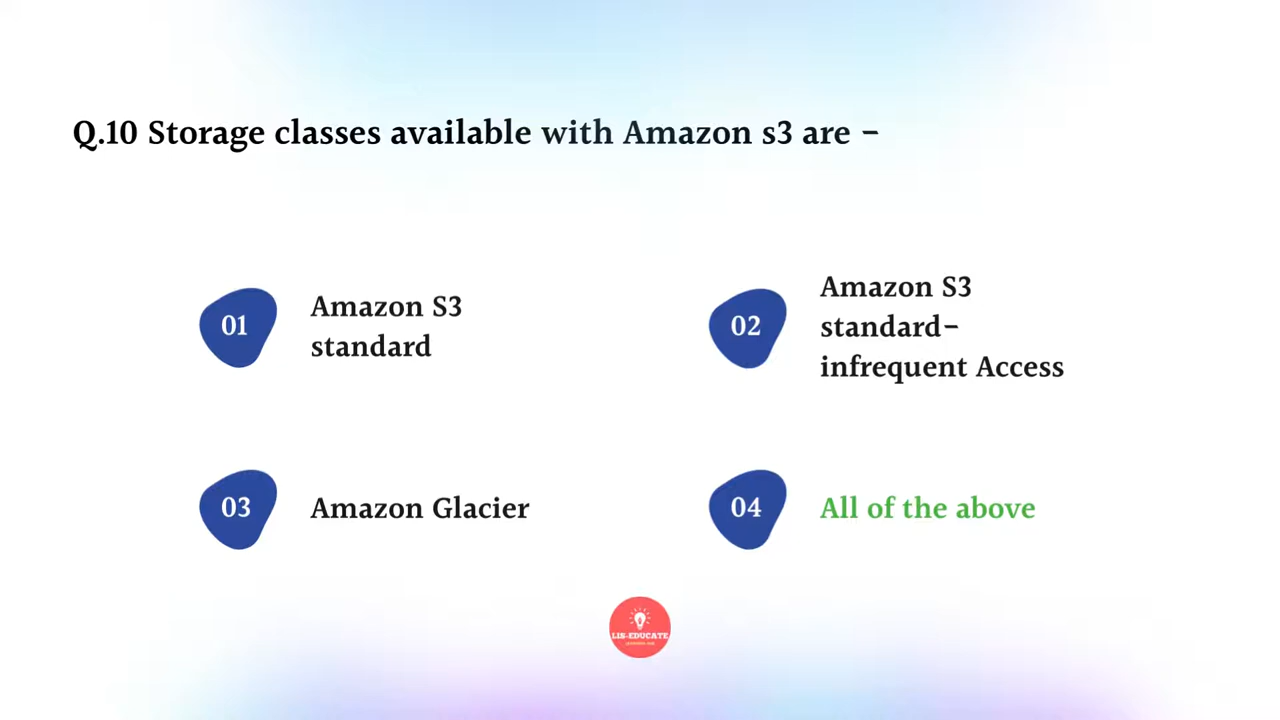 Q.10 Storage classes available with Amazon s3 are -
01
Amazon S3
standard
02
Amazon S3
standard-
infrequent Access
03
Amazon Glacier
04
All of the above
LIS-EDUCATE